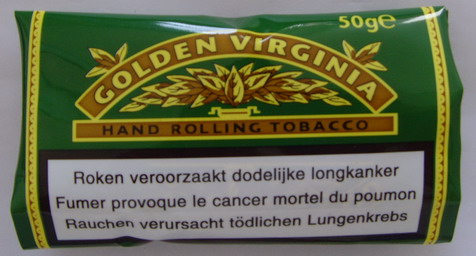 50g℮
GOLDEN VIRGINIA
HAND ROLLING TOBACCO
Roken veroorzaakt dodelijke longkanker
Fumer provoque le cancer mortel du poumon
Rauchen verursacht tödlichen Lungenkrebs